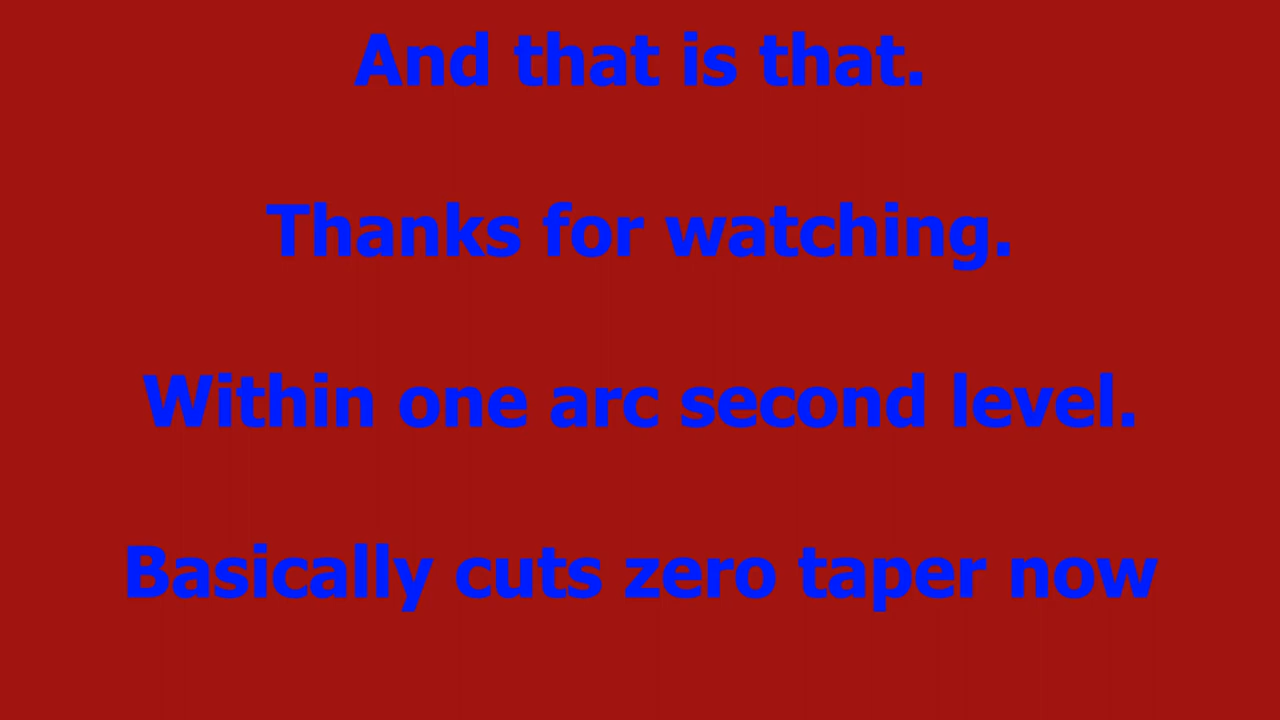 And that is that.
Thanks for watching.
Within one arc second level.
Basically cuts zero taper now